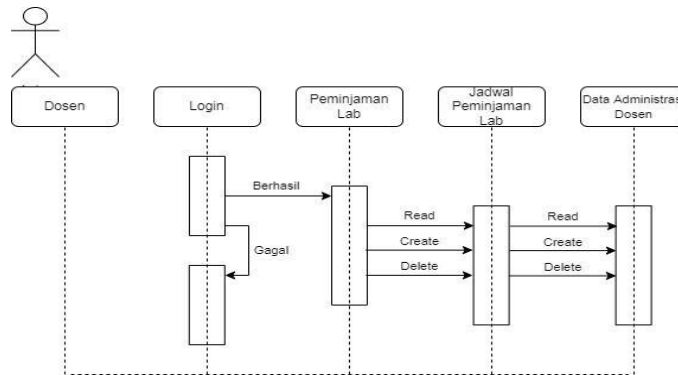 Dosen
Login
Peminjaman
Lab
Jadwal
Peminjaman
Lab
Data Administras
Dosen
Berhasil
Gagal
Read
Create
Delete
Read
Create
Delete